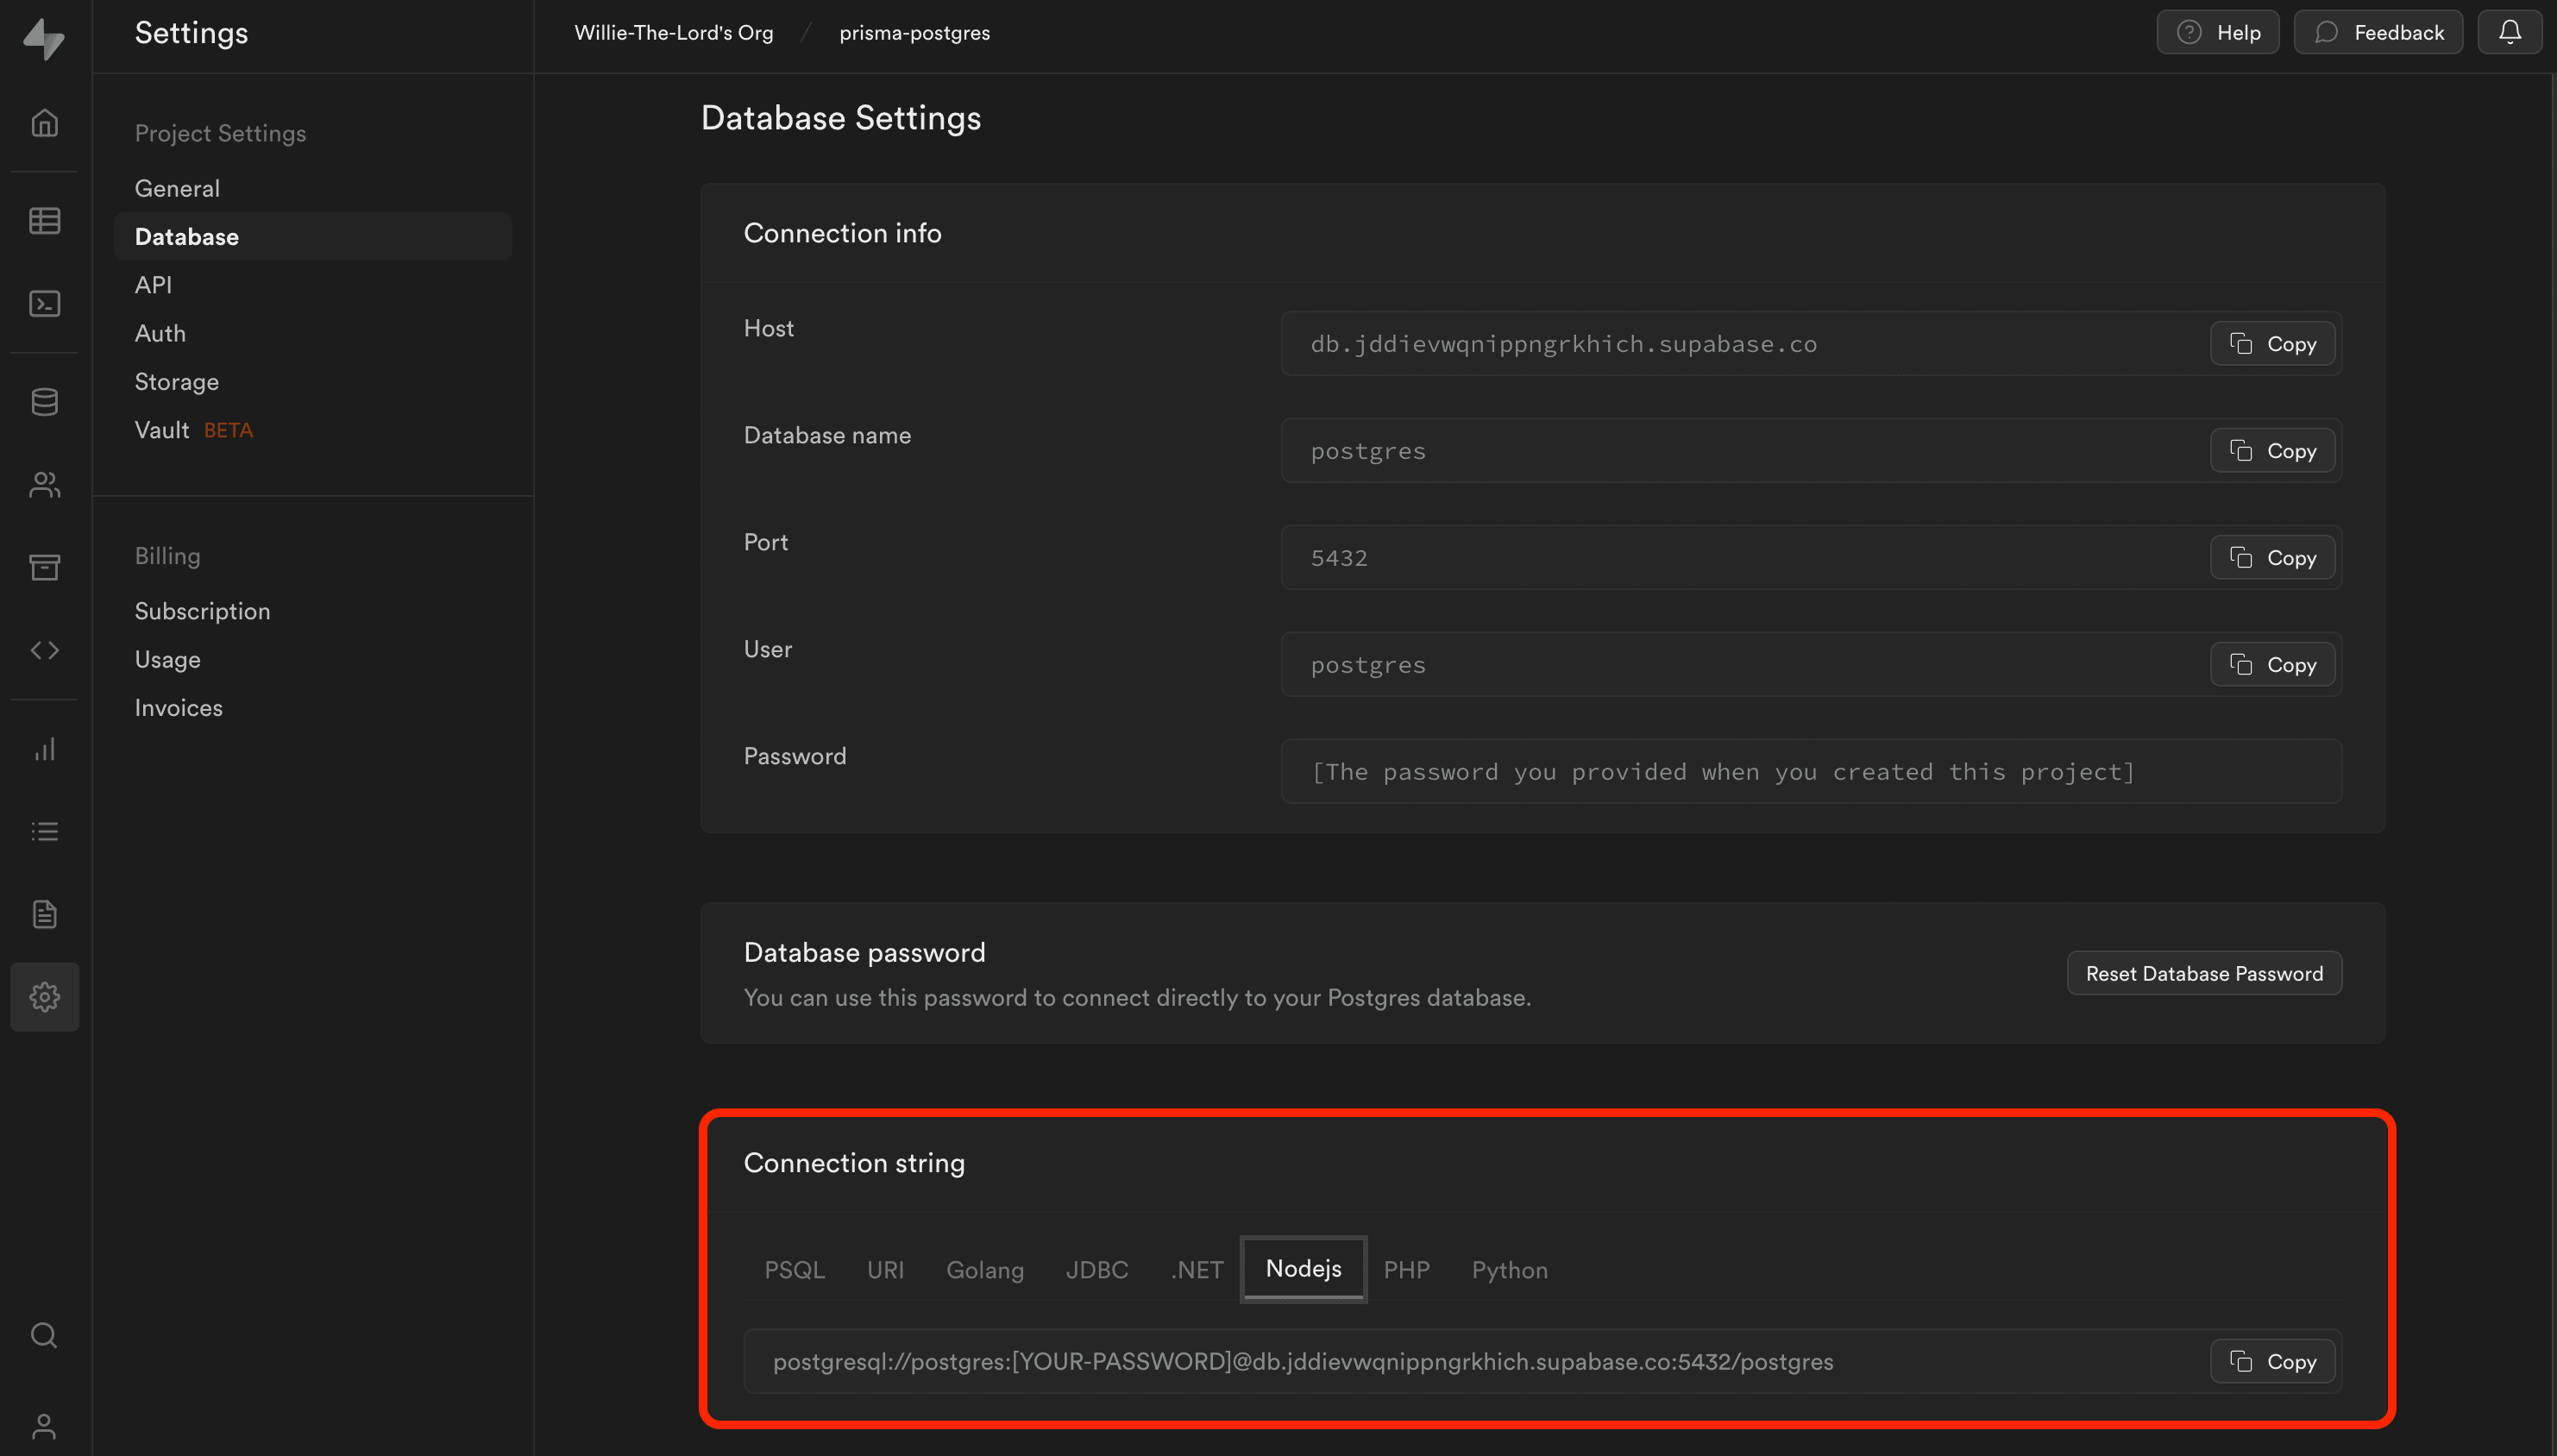 Settings
Willie-The-Lord's Org / prisma-postgres
Help
Feedback
Project Settings
General
Database
API
Auth
Storage
Vault BETA
Billing
Subscription
Usage
Invoices
Database Settings
Connection info
Host
db.jddievwqnippngrkhich.supabase.co
Copy
Database name
postgres
Copy
Port
5432
Copy
User
postgres
Copy
Password
[The password you provided when you created this project]
Database password
You can use this password to connect directly to your Postgres database.
Reset Database Password
Connection string
PSQL URI Golang JDBC .NET Nodejs PHP Python
postgresql://postgres:[YOUR-PASSWORD]@db.jddievwqnippngrkhich.supabase.co:5432/postgres
Copy